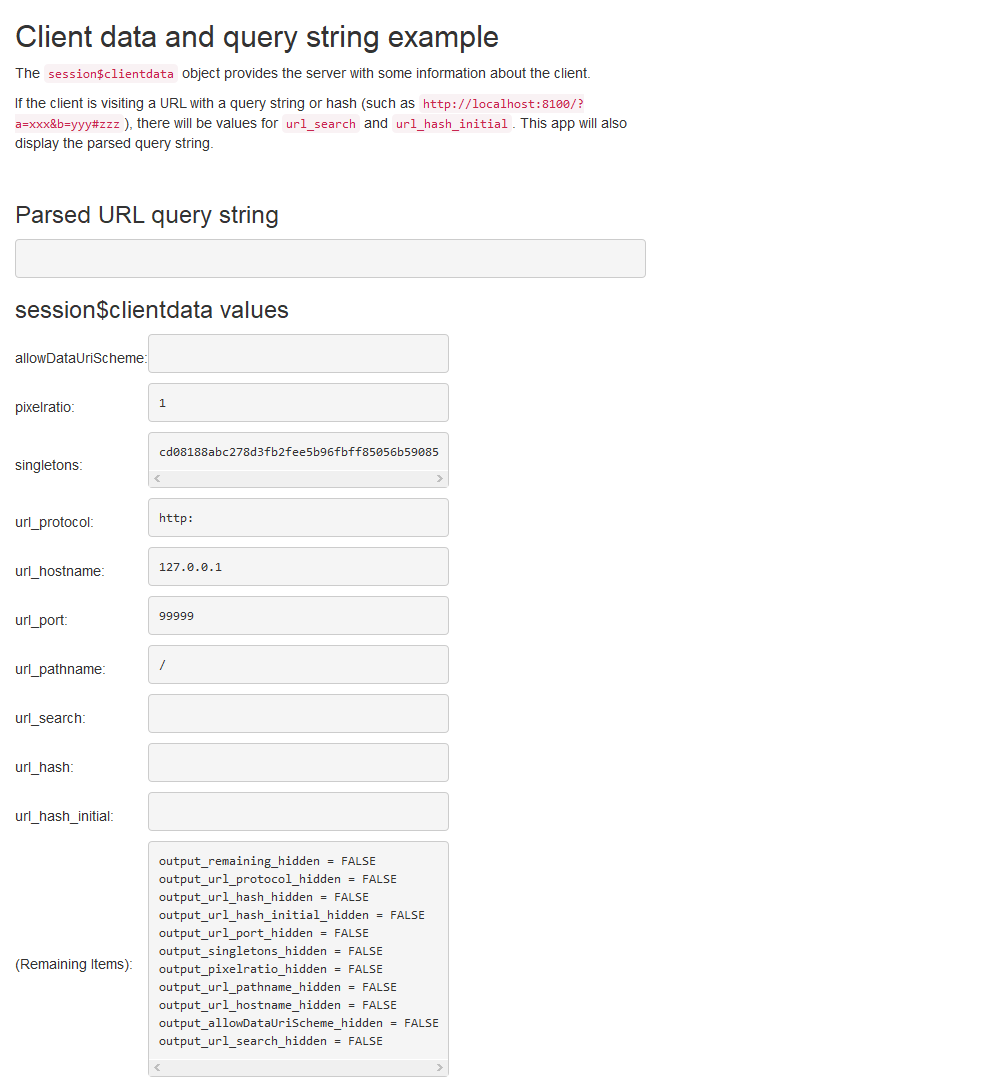 Client data and query string example
The session$clientdata object provides the server with some information about the client.
If the client is visiting a URL with a query string or hash (such as http://localhost:8100/?
a=xxx&b=yyy#zzz ), there will be values for url_search and url_hash_initial . This app will also
display the parsed query string.
Parsed URL query string
session$clientdata values
allowDataUriScheme:
pixelratio: 1
singletons: cd08188abc278d3fb2fee5b96fbff85056b59085
url_protocol: http:
url_hostname: 127.0.0.1
url_port: 99999
url_pathname: /
url_search:
url_hash:
url_hash_initial:
(Remaining Items):
output_remaining_hidden = FALSE
output_url_protocol_hidden = FALSE
output_url_hash_hidden = FALSE
output_url_hash_initial_hidden = FALSE
output_url_port_hidden = FALSE
output_singletons_hidden = FALSE
output_pixelratio_hidden = FALSE
output_url_pathname_hidden = FALSE
output_url_hostname_hidden = FALSE
output_allowDataUriScheme_hidden = FALSE
output_url_search_hidden = FALSE